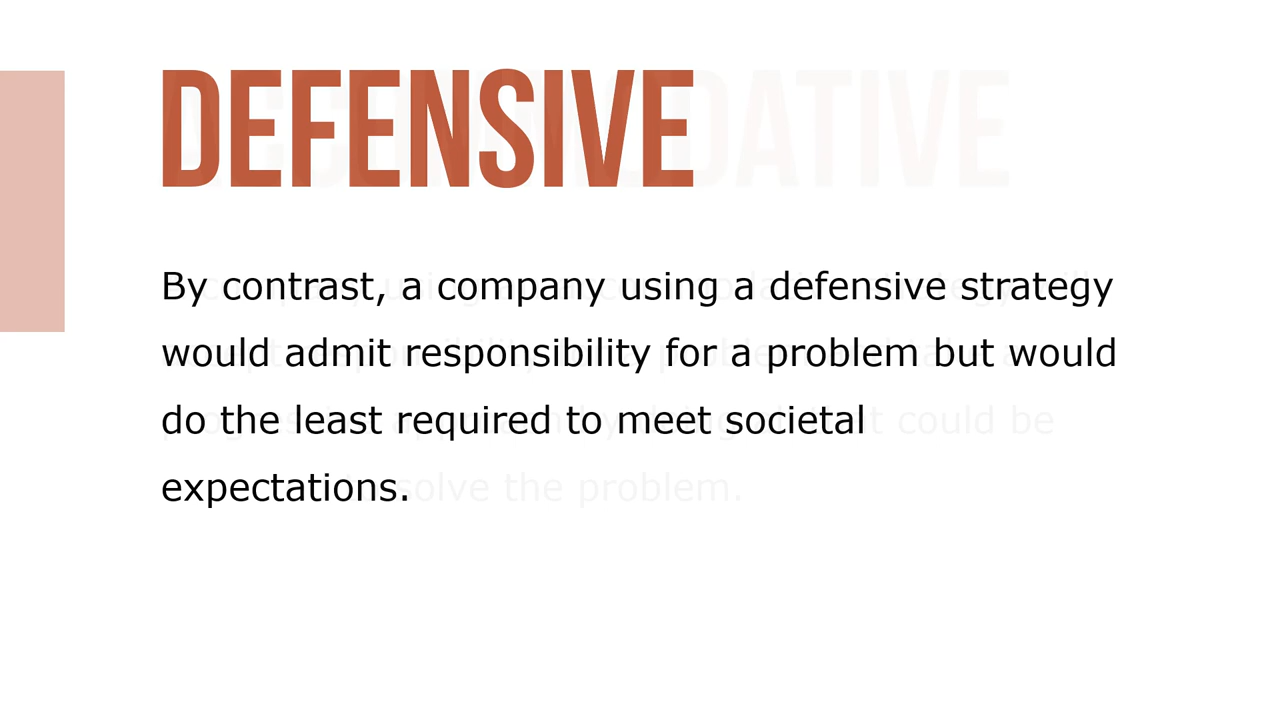 DEFENSIVE
By contrast, a company using a defensive strategy
would admit responsibility for a problem but would
do the least required to meet societal
expectations.